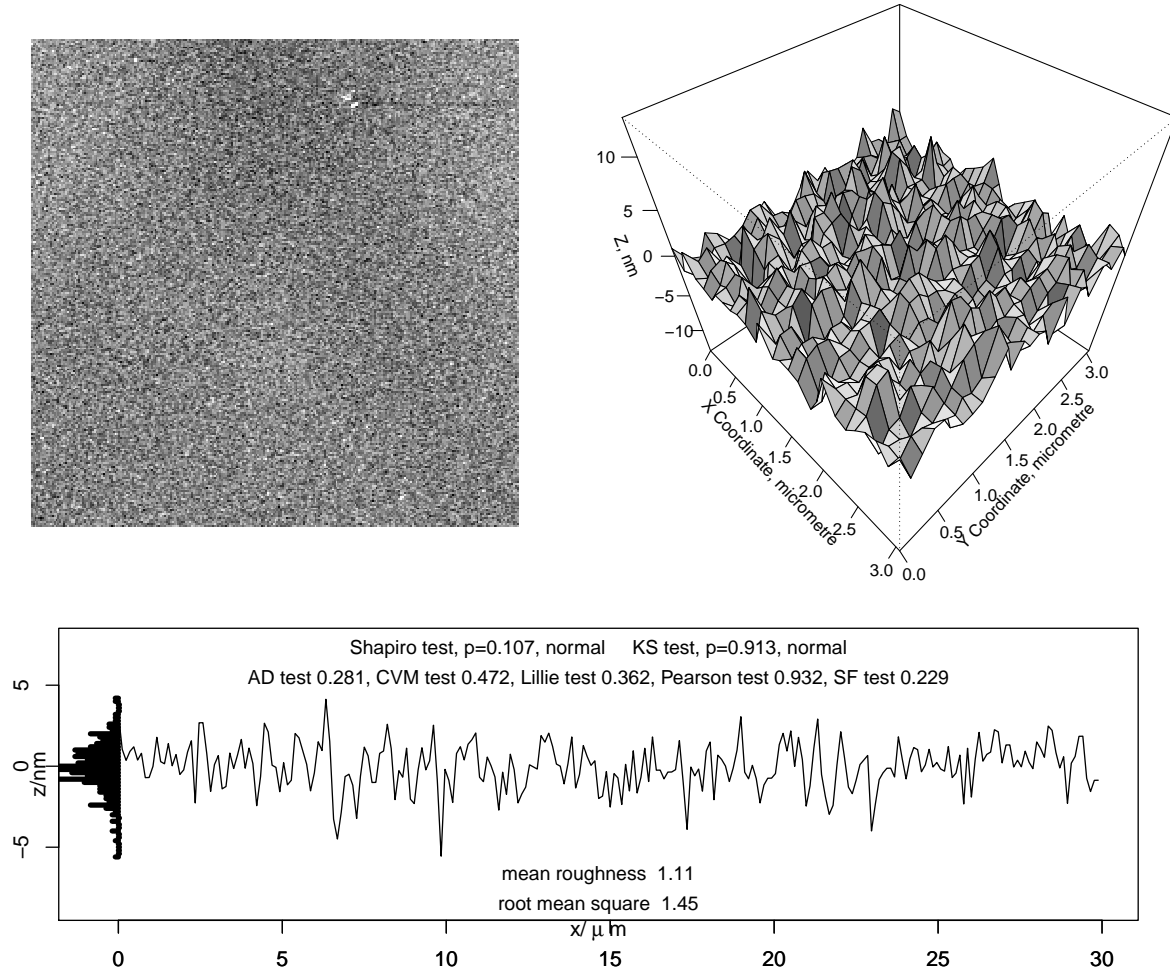 10
5
0
−5
−10
Z, nm
0.0
0.5
1.0
1.5
2.0
2.5
3.0
X Coordinate, micrometre
0.0
0.5
1.0
1.5
2.0
2.5
3.0
Y Coordinate, micrometre
Shapiro test, p=0.107, normal KS test, p=0.913, normal
AD test 0.281, CVM test 0.472, Lillie test 0.362, Pearson test 0.932, SF test 0.229
5
0
−5
z/nm
mean roughness 1.11
root mean square 1.45
x/ μ m
0 5 10 15 20 25 30